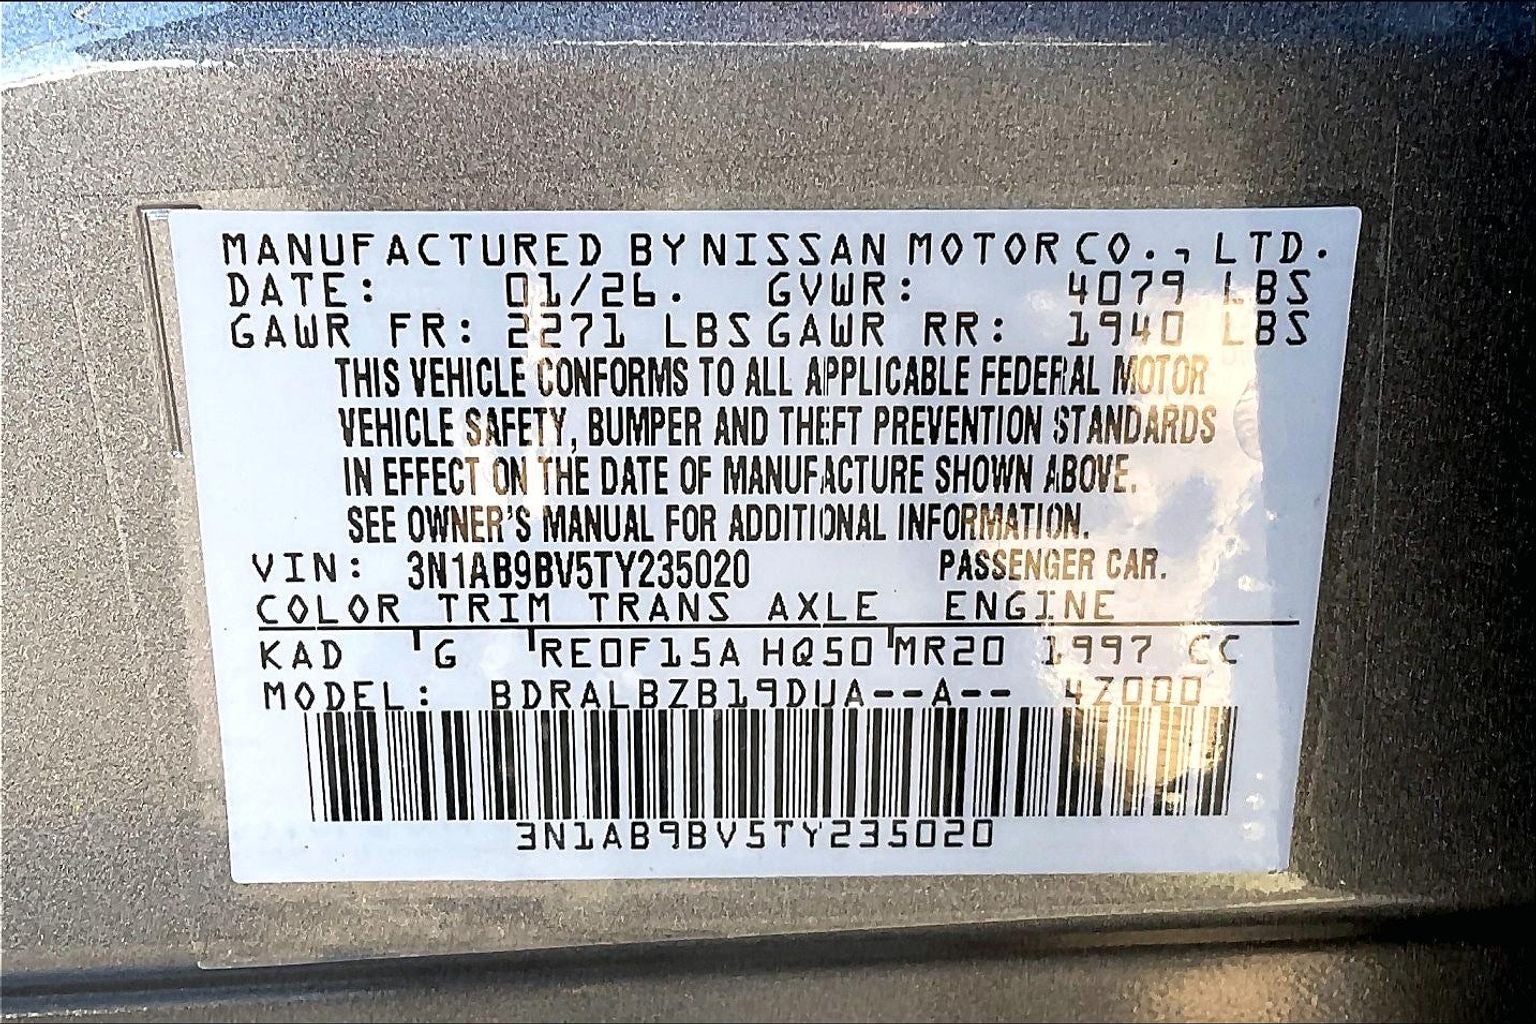 MANUFACTURED BY NISSAN MOTOR CO., LTD.
DATE: 01/26. GVWR: 4079 LBS
GAWR FR: 2271 LBS GAWR RR: 1940 LBS
THIS VEHICLE CONFORMS TO ALL APPLICABLE FEDERAL MOTOR
VEHICLE SAFETY, BUMPER AND THEFT PREVENTION STANDARDS
IN EFFECT ON THE DATE OF MANUFACTURE SHOWN ABOVE.
SEE OWNER'S MANUAL FOR ADDITIONAL INFORMATION.
VIN: 3N1AB9BV5TY235020 PASSENGER CAR.
COLOR TRIM TRANS AXLE ENGINE
KAD G RE0F15A HQ50 MR20 1997 CC
MODEL: BDRALBZB19DUA--A-- 4Z000
3N1AB9BV5TY235020